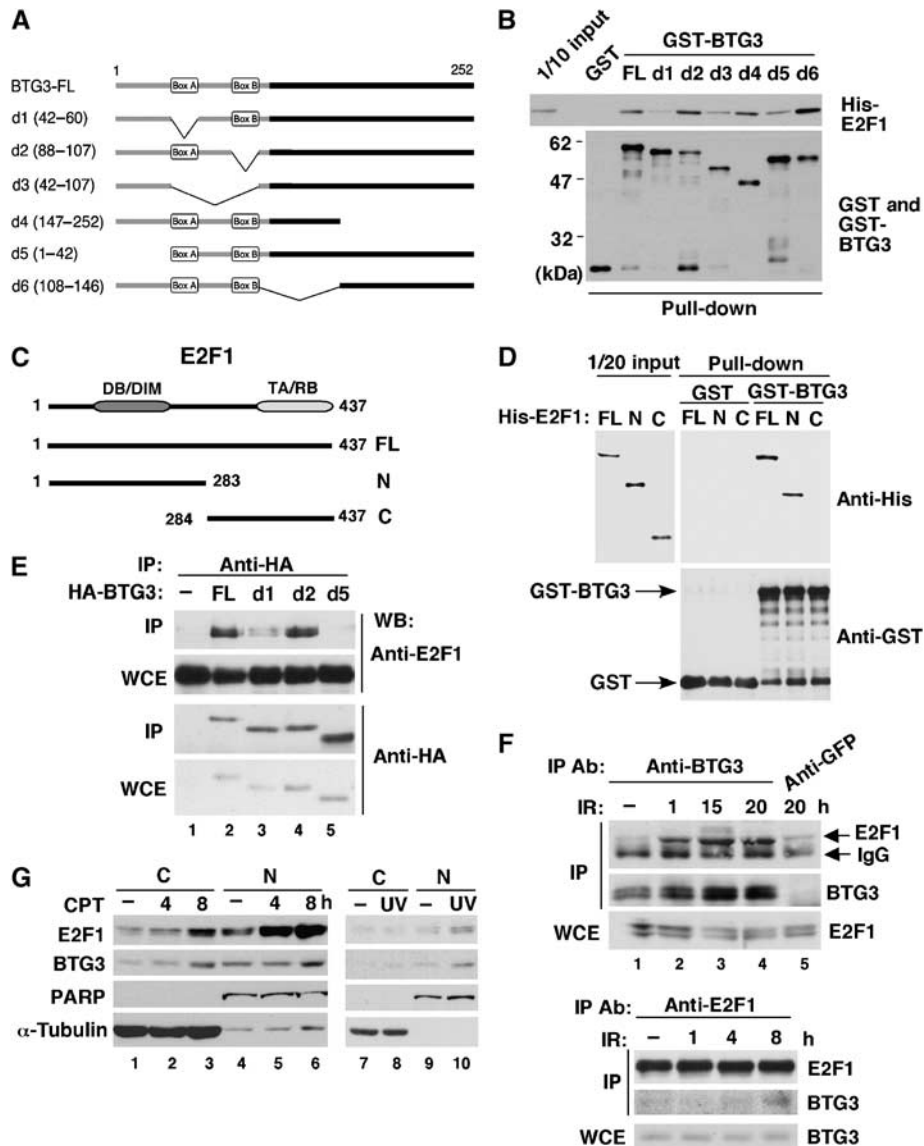 A
1 252
BTG3-FL Box A Box B
d1 (42–60) Box B
d2 (88–107) Box A
d3 (42–107)
d4 (147–252) Box A Box B
d5 (1–42) Box A Box B
d6 (108–146) Box A Box B
B
GST-BTG3
1/10 input GST FL d1 d2 d3 d4 d5 d6
His-E2F1
62
47
32
(kDa)
GST and
GST-
BTG3
Pull-down
C
E2F1
DB/DIM TA/RB
1 437
1 437 FL
1 283 N
284 437 C
D
1/20 input Pull-down
GST GST-BTG3
His-E2F1: FL N C FL N C FL N C
Anti-His
GST-BTG3
Anti-GST
GST
E
IP: Anti-HA
HA-BTG3: – FL d1 d2 d5
IP WB:
Anti-E2F1
WCE
IP
Anti-HA
WCE
1 2 3 4 5
F
IP Ab: Anti-BTG3 Anti-GFP
IR: – 1 15 20 20 h
E2F1
IgG
IP
BTG3
WCE E2F1
1 2 3 4 5
IP Ab: Anti-E2F1
IR: – 1 4 8 h
IP E2F1
BTG3
WCE BTG3
G
C N C N
CPT – 4 8 – 4 8 h – UV – UV
E2F1
BTG3
PARP
α-Tubulin
1 2 3 4 5 6 7 8 9 10